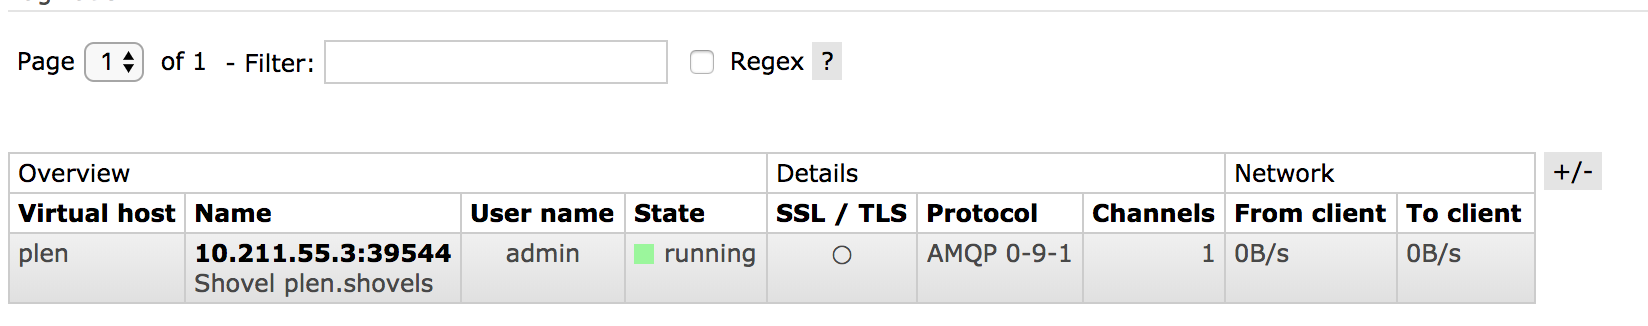 Page 1 of 1 - Filter: Regex ?
Overview Details Network +/-
Virtual host Name User name State SSL / TLS Protocol Channels From client To client
plen 10.211.55.3:39544 admin running AMQP 0-9-1 1 0B/s 0B/s
Shovel plen.shovels